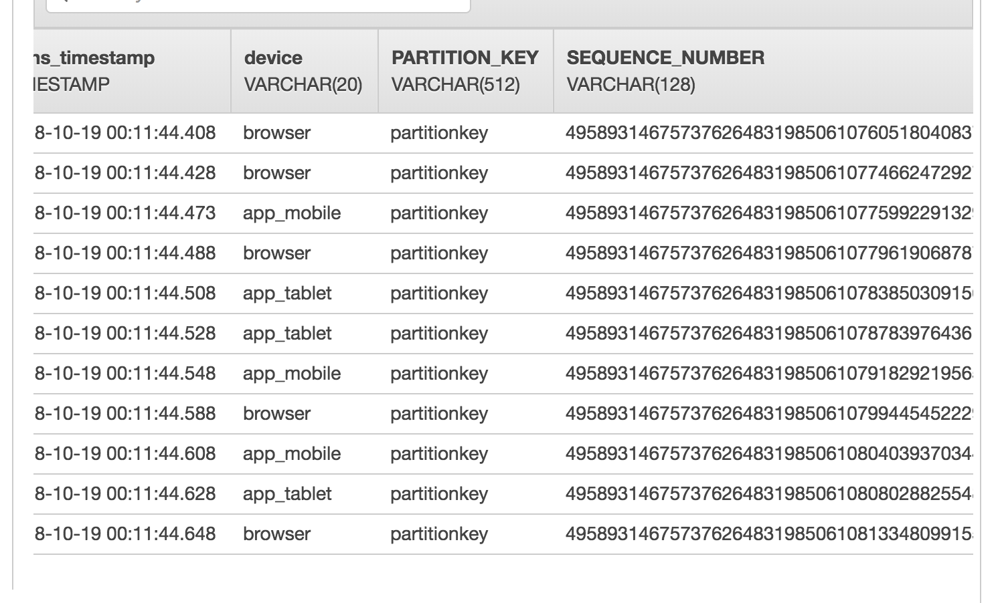 ns_timestamp device PARTITION_KEY SEQUENCE_NUMBER
IESTAMP VARCHAR(20) VARCHAR(512) VARCHAR(128)
8-10-19 00:11:44.408 browser partitionkey 4958931467573762648319850610760518040837
8-10-19 00:11:44.428 browser partitionkey 4958931467573762648319850610774662472927
8-10-19 00:11:44.473 app_mobile partitionkey 4958931467573762648319850610775992291329
8-10-19 00:11:44.488 browser partitionkey 4958931467573762648319850610779619068787
8-10-19 00:11:44.508 app_tablet partitionkey 4958931467573762648319850610783850309150
8-10-19 00:11:44.528 app_tablet partitionkey 495893146757376264831985061078783976436
8-10-19 00:11:44.548 app_mobile partitionkey 495893146757376264831985061079182921956
8-10-19 00:11:44.588 browser partitionkey 4958931467573762648319850610799445452229
8-10-19 00:11:44.608 app_mobile partitionkey 495893146757376264831985061080403937034
8-10-19 00:11:44.628 app_tablet partitionkey 495893146757376264831985061080802882554
8-10-19 00:11:44.648 browser partitionkey 495893146757376264831985061081334809915